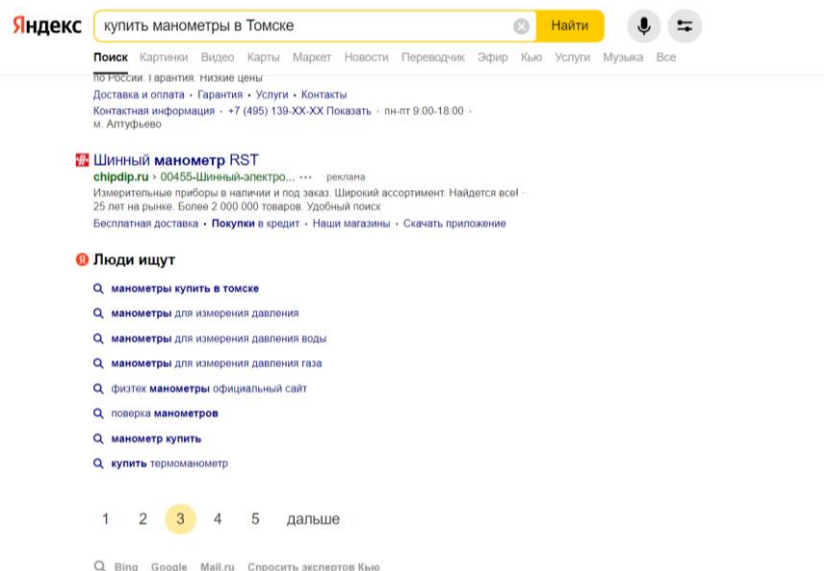 Яндекс
купить манометры в Томске
Найти
Поиск Картинки Видео Карты Маркет Новости Переводчик Эфир Кью Услуги Музыка Все
по России. Гарантия. Низкие цены
Доставка и оплата • Гарантия • Услуги • Контакты
Контактная информация · +7 (495) 139-XX-XX Показать · пн-пт 9:00-18:00 ·
м. Алтуфьево
Шинный манометр RST
chipdip.ru › 00455-Шинный-электро... ••• реклама
Измерительные приборы в наличии и под заказ. Широкий ассортимент. Найдется все! ·
25 лет на рынке. Более 2 000 000 товаров. Удобный поиск
Бесплатная доставка • Покупки в кредит • Наши магазины • Скачать приложение
Я Люди ищут
манометры купить в томске
манометры для измерения давления
манометры для измерения давления воды
манометры для измерения давления газа
физтех манометры официальный сайт
поверка манометров
манометр купить
купить термоманометр
1 2 3 4 5 дальше
Bing Google Mail.ru Спросить экспертов Кью